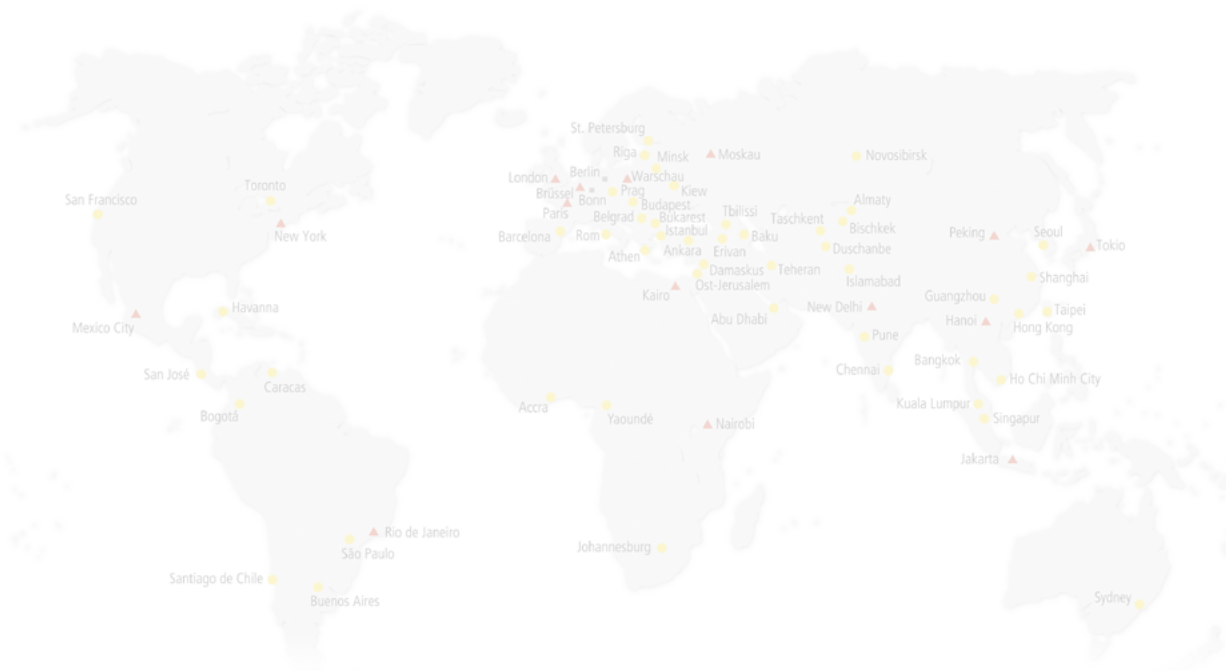 St. Petersburg
Riga
Minsk
Moskau
Novosibirsk
London
Berlin
Warschau
Brüssel
Bonn
Prag
Kiew
Toronto
San Francisco
Paris
Budapest
Almaty
Belgrad
Bukarest
Tbilissi
Taschkent
Bischkek
New York
Barcelona
Rom
Istanbul
Baku
Peking
Seoul
Tokio
Athen
Ankara
Erivan
Duschanbe
Damaskus
Teheran
Islamabad
Shanghai
Ost-Jerusalem
Kairo
Guangzhou
Havanna
Abu Dhabi
New Delhi
Taipei
Mexico City
Hanoi
Hong Kong
Pune
Bangkok
San José
Chennai
Ho Chi Minh City
Caracas
Accra
Kuala Lumpur
Bogotá
Yaoundé
Nairobi
Singapur
Jakarta
Rio de Janeiro
Johannesburg
São Paulo
Santiago de Chile
Buenos Aires
Sydney